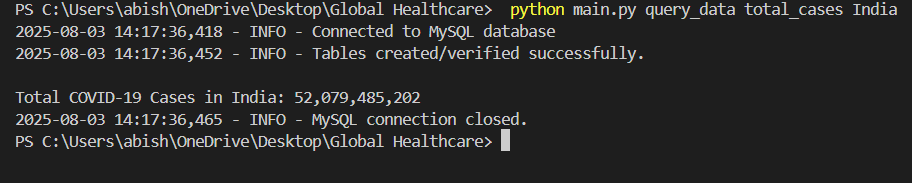 PS C:\Users\abish\OneDrive\Desktop\Global Healthcare> python main.py query_data total_cases India
2025-08-03 14:17:36,418 - INFO - Connected to MySQL database
2025-08-03 14:17:36,452 - INFO - Tables created/verified successfully.
Total COVID-19 Cases in India: 52,079,485,202
2025-08-03 14:17:36,465 - INFO - MySQL connection closed.
PS C:\Users\abish\OneDrive\Desktop\Global Healthcare>